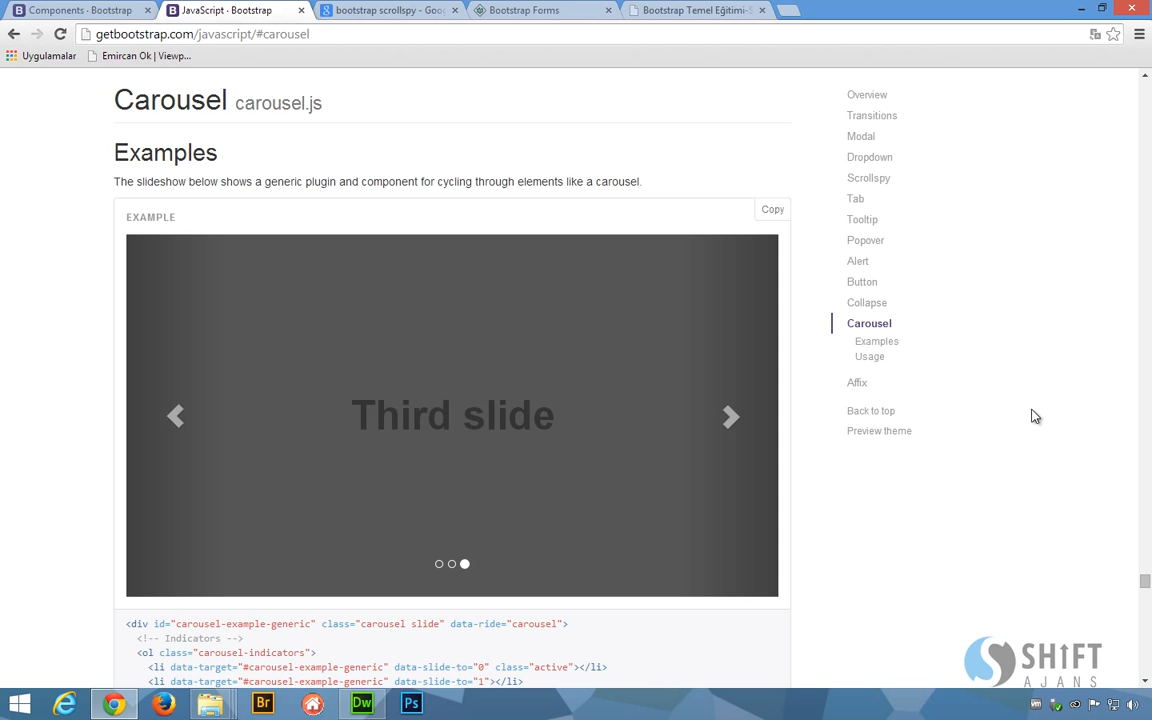 Components · Bootstrap
JavaScript · Bootstrap
bootstrap scrollspy - Goo
Bootstrap Forms
Bootstrap Temel Eğitimi-S
getbootstrap.com/javascript/#carousel
Uygulamalar
Emircan Ok | Viewp...
Carousel carousel.js
Examples
The slideshow below shows a generic plugin and component for cycling through elements like a carousel.
EXAMPLE
Copy
Third slide
<div id="carousel-example-generic" class="carousel slide" data-ride="carousel">
<!-- Indicators -->
<ol class="carousel-indicators">
<li data-target="#carousel-example-generic" data-slide-to="0" class="active"></li>
<li data-target="#carousel-example-generic" data-slide-to="1"></li>
Overview
Transitions
Modal
Dropdown
Scrollspy
Tab
Tooltip
Popover
Alert
Button
Collapse
Carousel
Examples
Usage
Affix
Back to top
Preview theme
SHIFT
AJANS
Br
Dw
Ps